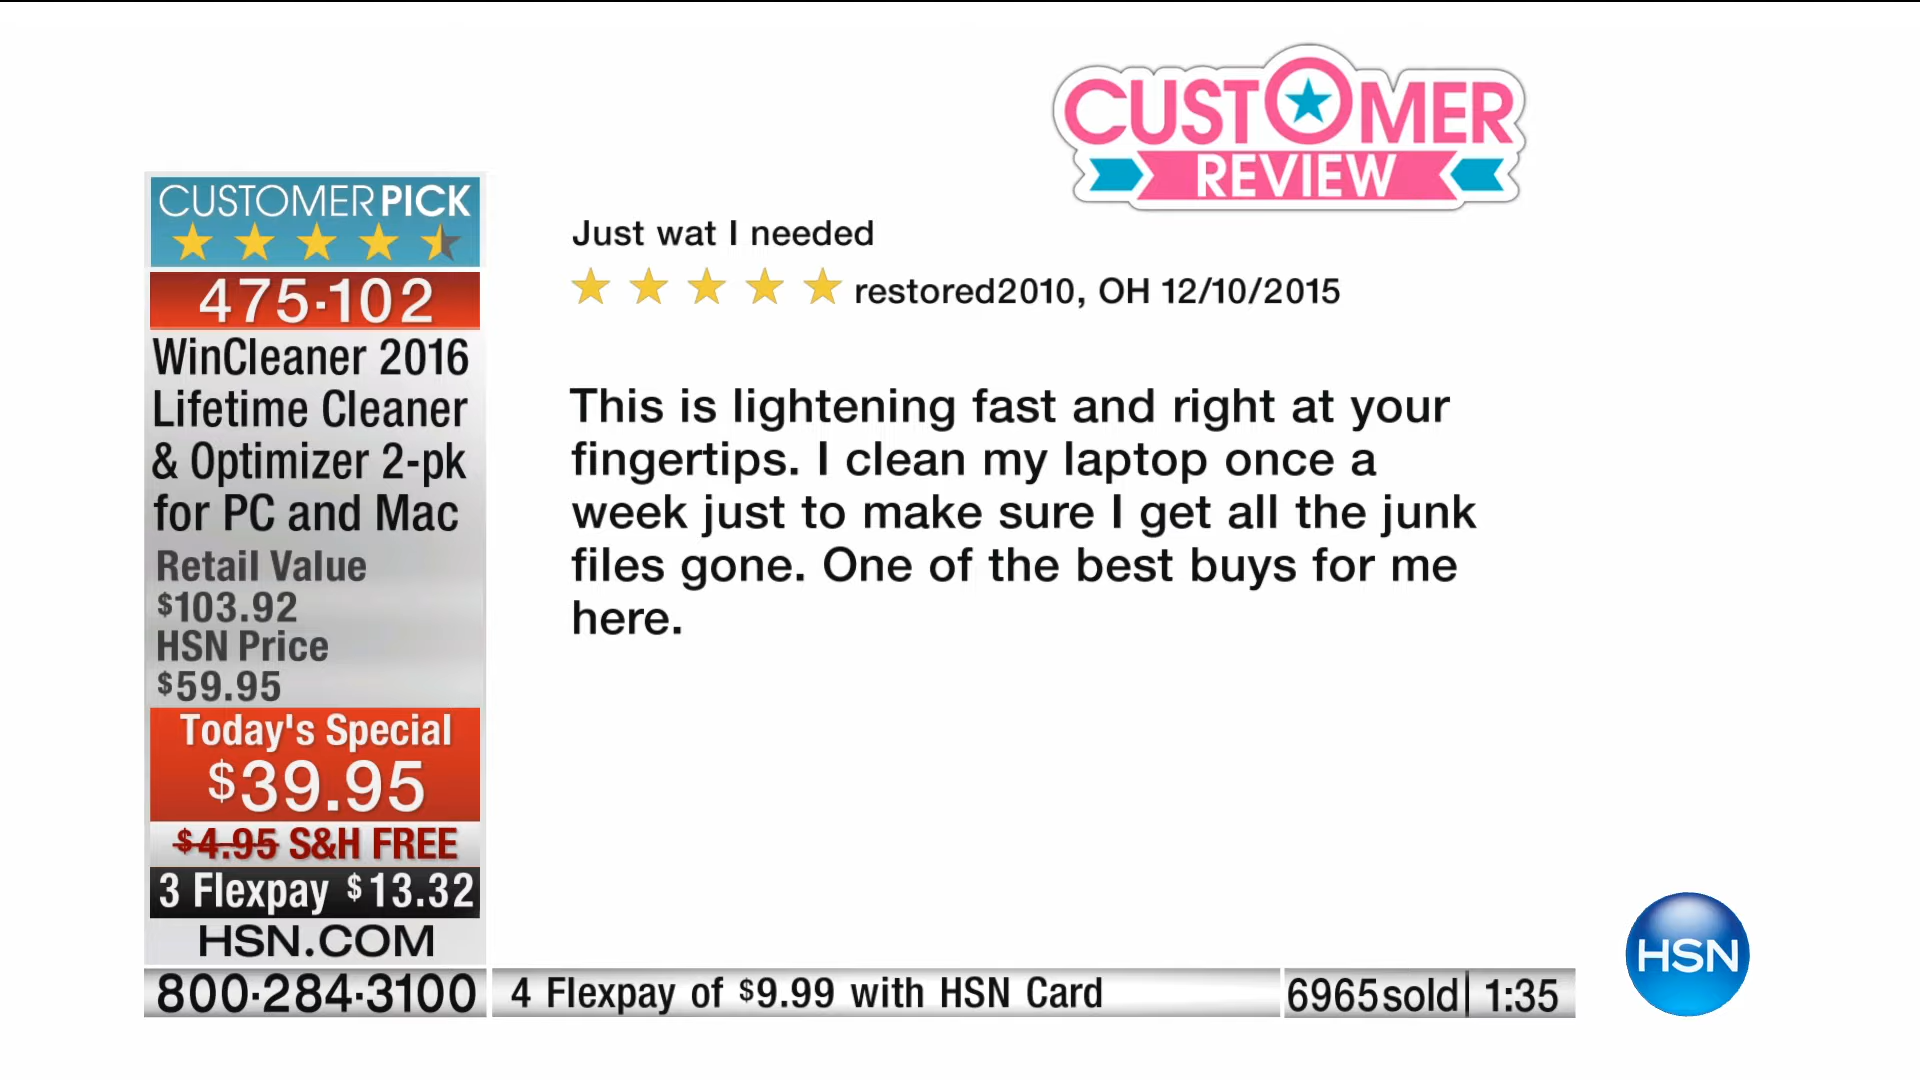 CUSTOMER
REVIEW
CUSTOMER PICK
475·102
WinCleaner 2016
Lifetime Cleaner
& Optimizer 2-pk
for PC and Mac
Retail Value
$103.92
HSN Price
$59.95
Today's Special
$39.95
$4.95 S&H FREE
3 Flexpay $13.32
HSN.COM
800·284·3100
Just wat I needed
restored2010, OH 12/10/2015
This is lightening fast and right at your
fingertips. I clean my laptop once a
week just to make sure I get all the junk
files gone. One of the best buys for me
here.
4 Flexpay of $9.99 with HSN Card
6965 sold | 1:35
HSN